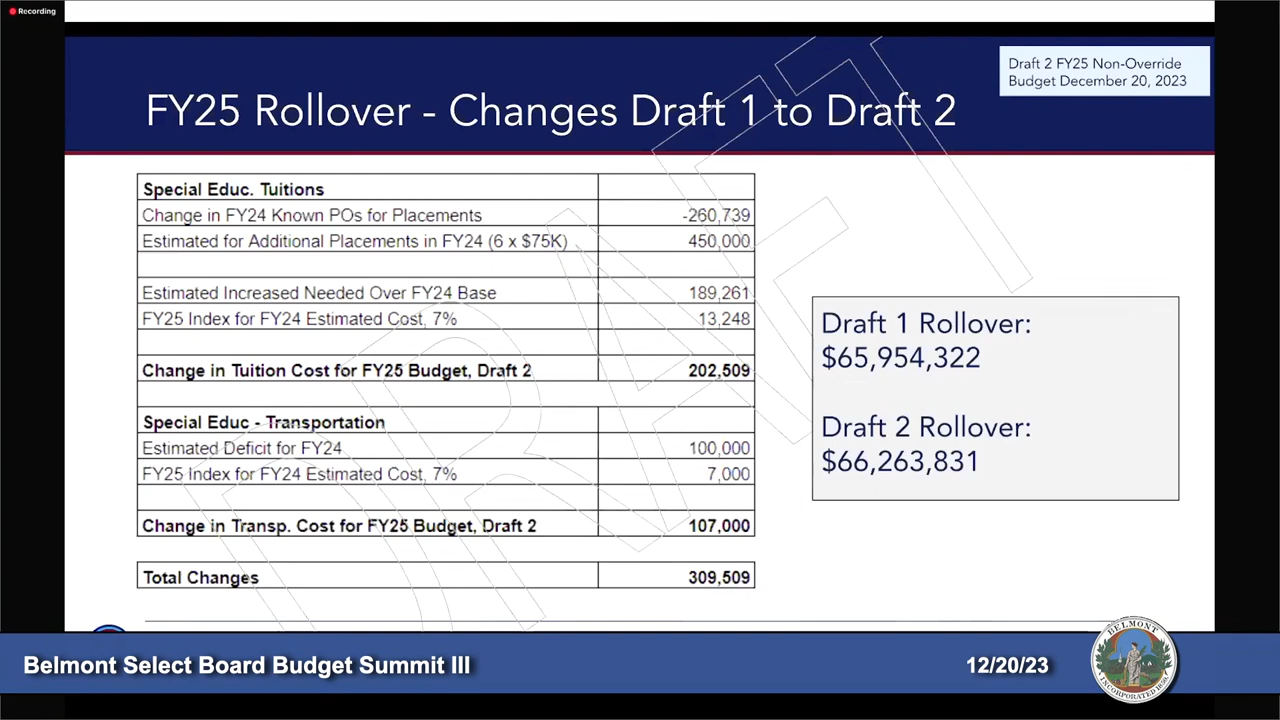 Recording
Draft 2 FY25 Non-Override
Budget December 20, 2023
FY25 Rollover - Changes Draft 1 to Draft 2
Special Educ. Tuitions
Change in FY24 Known POs for Placements -260,739
Estimated for Additional Placements in FY24 (6 x $75K) 450,000
Estimated Increased Needed Over FY24 Base 189,261
FY25 Index for FY24 Estimated Cost, 7% 13,248
Change in Tuition Cost for FY25 Budget, Draft 2 202,509
Special Educ - Transportation
Estimated Deficit for FY24 100,000
FY25 Index for FY24 Estimated Cost, 7% 7,000
Change in Transp. Cost for FY25 Budget, Draft 2 107,000
Total Changes 309,509
Draft 1 Rollover:
$65,954,322
Draft 2 Rollover:
$66,263,831
DRAFT
Belmont Select Board Budget Summit III
12/20/23
BELMONT
INCORPORATED 1859